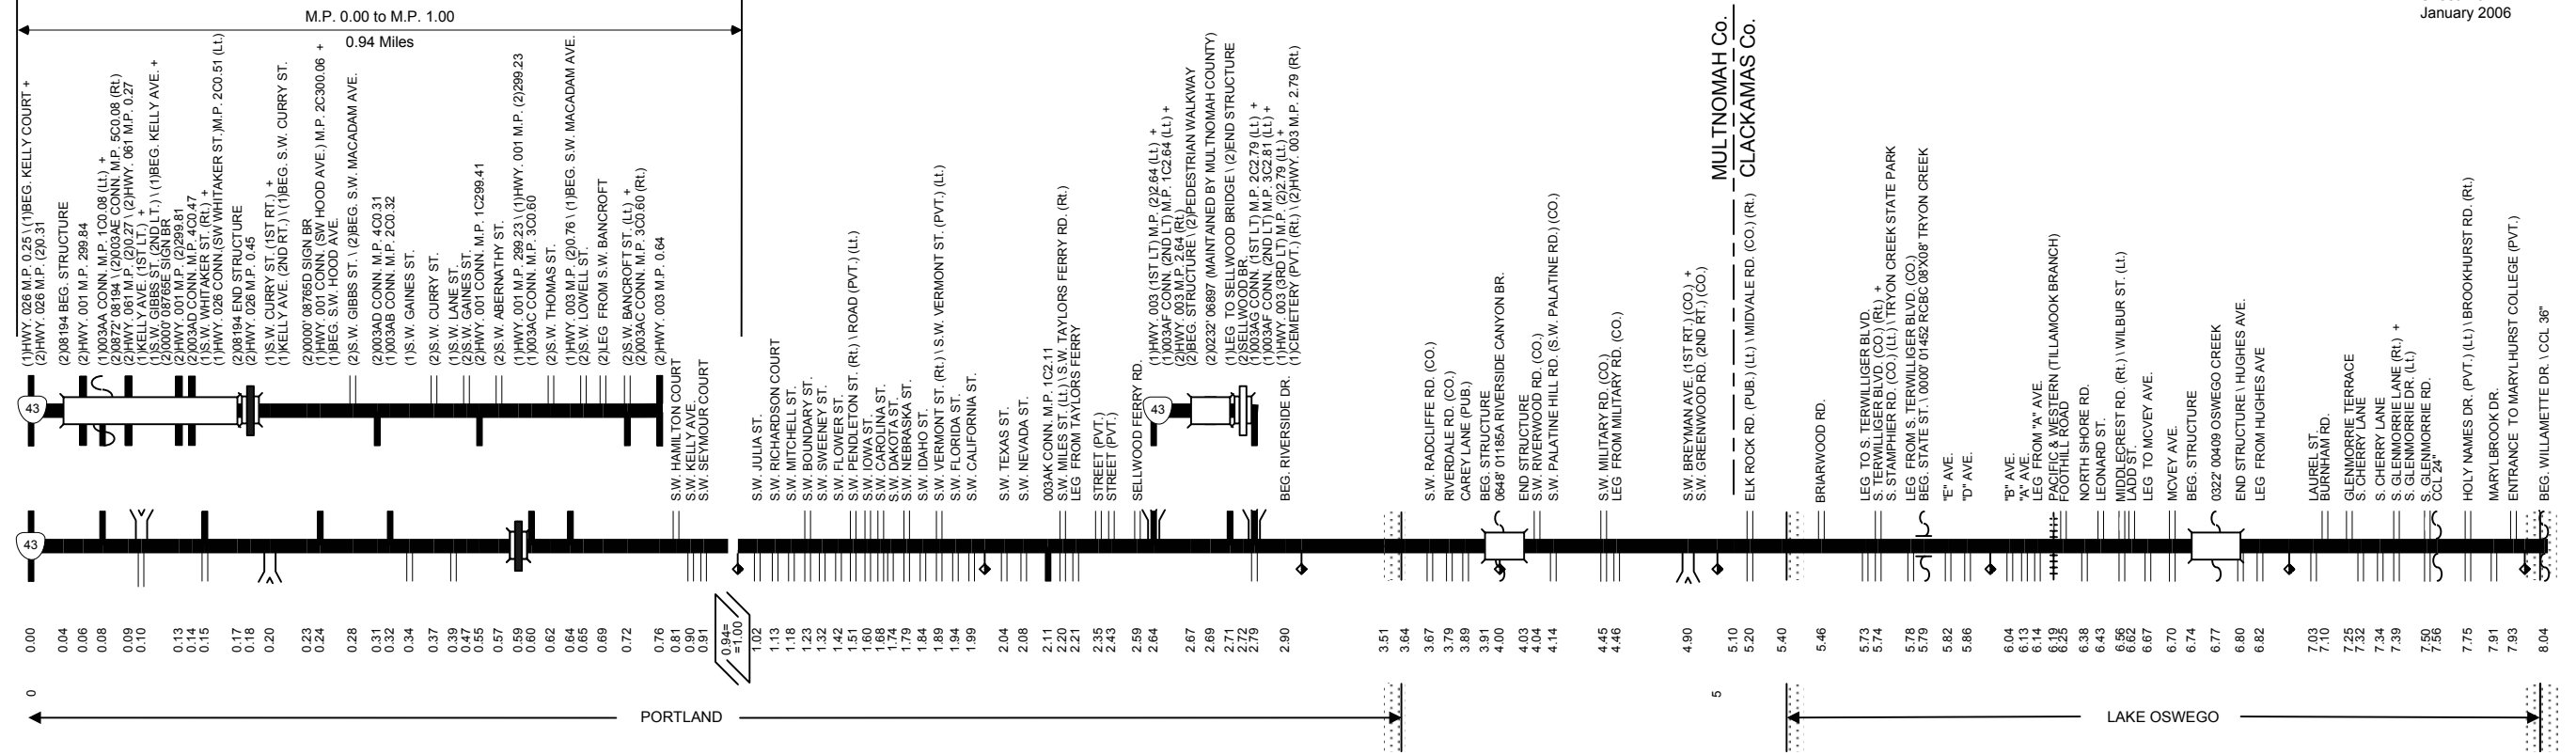 M.P. 0.00 to M.P. 1.00
0.94 Miles
January 2006
(1)HWY. 026 M.P. 0.25 \ (1)BEG. KELLY COURT +
(2)HWY. 026 M.P. (2)0.31
(2)08194 BEG. STRUCTURE
(2)HWY. 001 M.P. 299.84
(1)003AA CONN. M.P. 1C0.08 (Lt.) +
(2)0872' 08194 \ (2)003AE CONN. M.P. 5C0.08 (Rt.)
(2)HWY. 061 M.P. (2)0.27 \ (2)HWY. 061 M.P. 0.27
(1)KELLY AVE. (1ST LT.) +
(1)S.W. GIBBS ST. (2ND LT.) \ (1)BEG. KELLY AVE. +
(2)0000' 08765E SIGN BR
(2)HWY. 001 M.P. (2)299.81
(2)003AD CONN. M.P. 4C0.47
(1)S.W. WHITAKER ST. (Rt.) +
(1)HWY. 026 CONN.(SW WHITAKER ST.)M.P. 2C0.51 (Lt.)
(2)08194 END STRUCTURE
(2)HWY. 026 M.P. 0.45
(1)S.W. CURRY ST. (1ST RT.) +
(1)KELLY AVE. (2ND RT.) \ (1)BEG. S.W. CURRY ST.
(2)0000' 08765D SIGN BR
(1)HWY. 001 CONN. (SW HOOD AVE.) M.P. 2C300.06 +
(1)BEG. S.W. HOOD AVE.
(2)S.W. GIBBS ST. \ (2)BEG. S.W. MACADAM AVE.
(2)003AD CONN. M.P. 4C0.31
(1)003AB CONN. M.P. 2C0.32
(1)S.W. GAINES ST.
(2)S.W. CURRY ST.
(1)S.W. LANE ST.
(2)S.W. GAINES ST.
(2)HWY. 001 CONN. M.P. 1C299.41
(2)S.W. ABERNATHY ST.
(1)HWY. 001 M.P. 299.23 \ (1)HWY. 001 M.P. (2)299.23
(1)003AC CONN. M.P. 3C0.60
(2)S.W. THOMAS ST.
(1)HWY. 003 M.P. (2)0.76 \ (1)BEG. S.W. MACADAM AVE.
(2)S.W. LOWELL ST.
(2)LEG FROM S.W. BANCROFT
(2)S.W. BANCROFT ST. (Lt.) +
(2)003AC CONN. M.P. 3C0.60 (Rt.)
(2)HWY. 003 M.P. 0.64
S.W. HAMILTON COURT
S.W. KELLY AVE.
S.W. SEYMOUR COURT
S.W. JULIA ST.
S.W. RICHARDSON COURT
S.W. MITCHELL ST.
S.W. BOUNDARY ST.
S.W. SWEENEY ST.
S.W. FLOWER ST.
S.W. PENDLETON ST. (Rt.) \ ROAD (PVT.) (Lt.)
S.W. IOWA ST.
S.W. CAROLINA ST.
S.W. DAKOTA ST.
S.W. NEBRASKA ST.
S.W. IDAHO ST.
S.W. VERMONT ST. (Rt.) \ S.W. VERMONT ST. (PVT.) (Lt.)
S.W. FLORIDA ST.
S.W. CALIFORNIA ST.
S.W. TEXAS ST.
S.W. NEVADA ST.
003AK CONN. M.P. 1C2.11
S.W. MILES ST. (Lt.) \ S.W. TAYLORS FERRY RD. (Rt.)
LEG FROM TAYLORS FERRY
STREET (PVT.)
STREET (PVT.)
SELLWOOD FERRY RD.
(1)HWY. 003 (1ST LT) M.P. (2)2.64 (Lt.) +
(1)003AF CONN. (2ND LT) M.P. 1C2.64 (Lt.) +
(2)HWY. 003 M.P. 2.64 (Rt.)
(2)BEG. STRUCTURE \ (2)PEDESTRIAN WALKWAY
(2)0232' 06897 (MAINTAINED BY MULTNOMAH COUNTY)
(1)LEG TO SELLWOOD BRIDGE \ (2)END STRUCTURE
(2)SELLWOOD BR.
(1)003AG CONN. (1ST LT) M.P. 2C2.79 (Lt.) +
(1)003AF CONN. (2ND LT) M.P. 3C2.81 (Lt.) +
(1)HWY. 003 (3RD LT) M.P. (2)2.79 (Lt.) +
(1)CEMETERY (PVT.) (Rt.) \ (2)HWY. 003 M.P. 2.79 (Rt.)
BEG. RIVERSIDE DR.
S.W. RADCLIFFE RD. (CO.)
RIVERDALE RD. (CO.)
CAREY LANE (PUB.)
BEG. STRUCTURE
0648' 01185A RIVERSIDE CANYON BR.
END STRUCTURE
S.W. RIVERWOOD RD. (CO.)
S.W. PALATINE HILL RD. (S.W. PALATINE RD.) (CO.)
S.W. MILITARY RD. (CO.)
LEG FROM MILITARY RD. (CO.)
S.W. BREYMAN AVE. (1ST RT.) (CO.) +
S.W. GREENWOOD RD. (2ND RT.) (CO.)
MULTNOMAH Co.
CLACKAMAS Co.
ELK ROCK RD. (PUB.) (Lt.) \ MIDVALE RD. (CO.) (Rt.)
BRIARWOOD RD.
LEG TO S. TERWILLIGER BLVD.
S. TERWILLIGER BLVD. (CO.) (Rt.) +
S. STAMPHIER RD. (CO.) (Lt.) \ TRYON CREEK STATE PARK
LEG FROM S. TERWILLIGER BLVD. (CO.)
BEG. STATE ST. \ 0000' 01452 RCBC 08'X08' TRYON CREEK
"E" AVE.
"D" AVE.
"B" AVE.
"A" AVE.
LEG FROM "A" AVE.
PACIFIC & WESTERN (TILLAMOOK BRANCH)
FOOTHILL ROAD
NORTH SHORE RD.
LEONARD ST.
MIDDLECREST RD. (Rt.) \ WILBUR ST. (Lt.)
LADD ST.
LEG TO MCVEY AVE.
MCVEY AVE.
BEG. STRUCTURE
0322' 00409 OSWEGO CREEK
END STRUCTURE \ HUGHES AVE.
LEG FROM HUGHES AVE
LAUREL ST.
BURNHAM RD.
GLENMORRIE TERRACE
S. CHERRY LANE
S. CHERRY LANE
S. GLENMORRIE LANE (Rt.) +
S. GLENMORRIE DR. (Lt.)
S. GLENMORRIE RD.
CCL 24"
HOLY NAMES DR. (PVT.) (Lt.) \ BROOKHURST RD. (Rt.)
MARYLBROOK DR.
ENTRANCE TO MARYLHURST COLLEGE (PVT.)
BEG. WILLAMETTE DR. \ CCL 36"
43
43
43
0.00
0.04
0.06
0.08
0.09
0.10
0.13
0.14
0.15
0.17
0.18
0.20
0.23
0.24
0.28
0.31
0.32
0.34
0.37
0.39
0.47
0.55
0.57
0.59
0.60
0.64
0.65
0.69
0.72
0.76
0.81
0.90
0.91
0.94=
=1.00
1.02
1.13
1.18
1.23
1.32
1.42
1.51
1.60
1.68
1.74
1.79
1.84
1.89
1.94
1.99
2.04
2.08
2.11
2.20
2.21
2.35
2.43
2.59
2.64
2.67
2.69
2.71
2.72
2.79
2.90
3.51
3.64
3.67
3.79
3.89
3.91
4.00
4.03
4.04
4.14
4.45
4.46
4.90
5.10
5.20
5.40
5.46
5.73
5.74
5.78
5.79
5.82
5.86
6.04
6.13
6.14
6.19
6.25
6.38
6.43
6.56
6.62
6.67
6.70
6.74
6.77
6.80
6.82
7.03
7.10
7.25
7.32
7.34
7.39
7.50
7.56
7.75
7.91
7.93
8.04
0
5
PORTLAND
LAKE OSWEGO